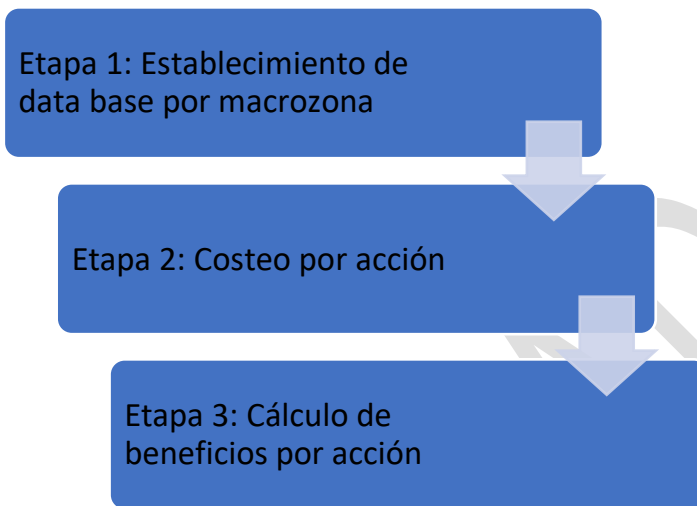 Etapa 1: Establecimiento de
data base por macrozona
Etapa 2: Costeo por acción
Etapa 3: Cálculo de
beneficios por acción